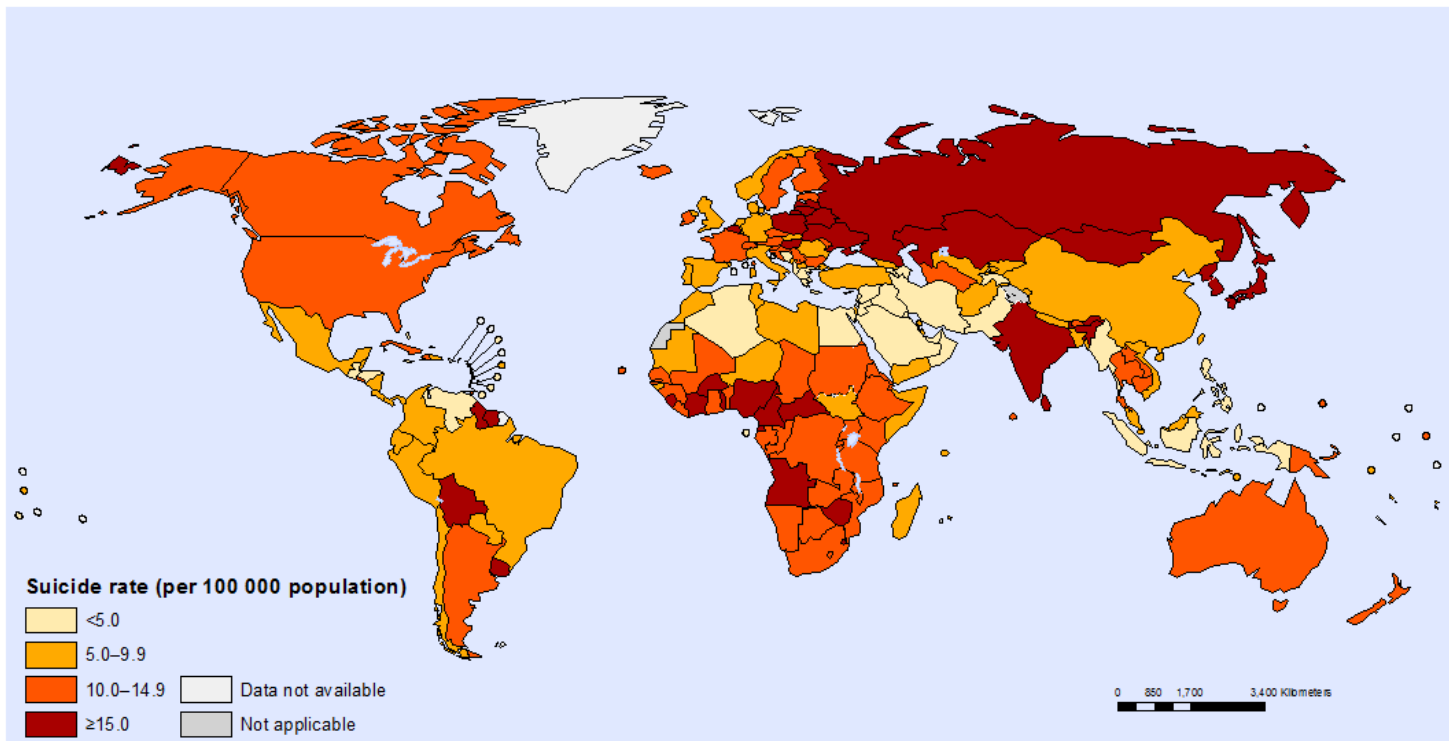 Suicide rate (per 100 000 population)
<5.0
5.0–9.9
10.0–14.9
≥15.0
Data not available
Not applicable
0 850 1,700 3,400 Kilometers